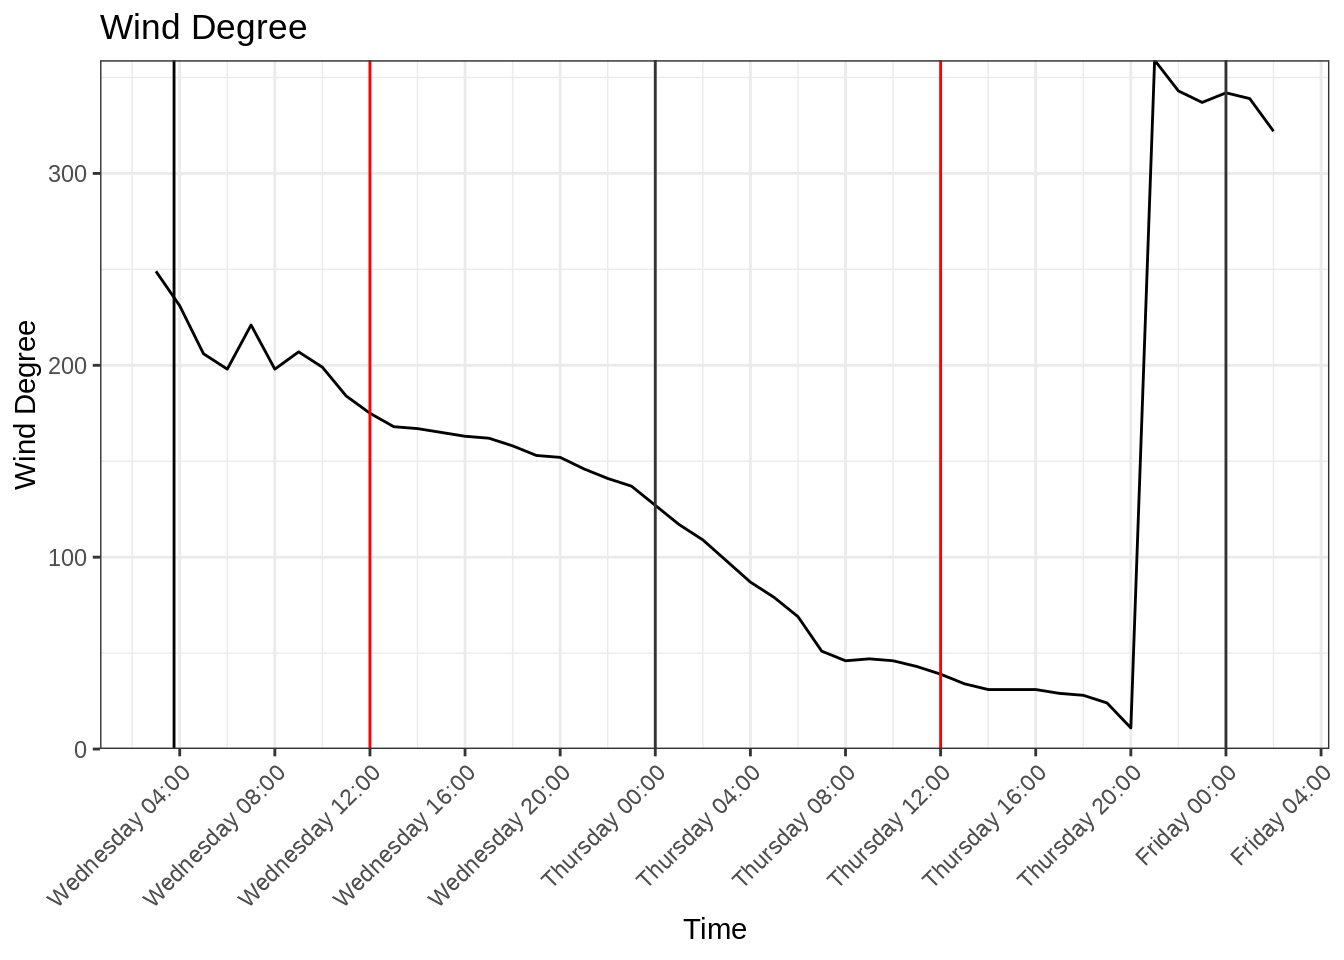 Wind Degree
Wind Degree
300
200
100
0
Wednesday 04:00
Wednesday 08:00
Wednesday 12:00
Wednesday 16:00
Wednesday 20:00
Thursday 00:00
Thursday 04:00
Thursday 08:00
Thursday 12:00
Thursday 16:00
Thursday 20:00
Friday 00:00
Friday 04:00
Time